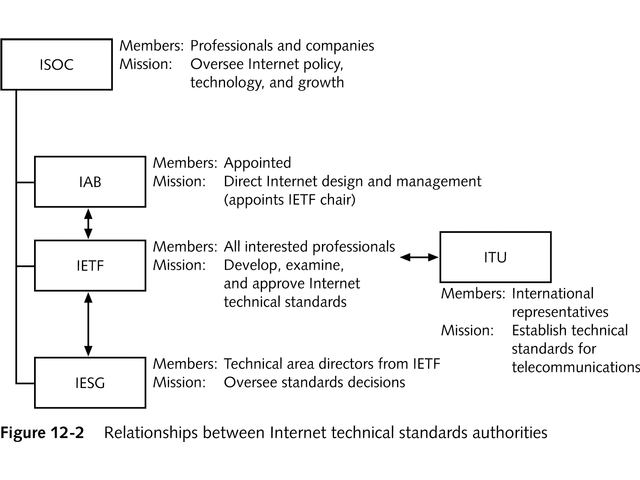 ISOC
Members: Professionals and companies
Mission: Oversee Internet policy,
technology, and growth
IAB
Members: Appointed
Mission: Direct Internet design and management
(appoints IETF chair)
IETF
Members: All interested professionals
Mission: Develop, examine,
and approve Internet
technical standards
ITU
Members: International
representatives
Mission: Establish technical
standards for
telecommunications
IESG
Members: Technical area directors from IETF
Mission: Oversee standards decisions
Figure 12-2 Relationships between Internet technical standards authorities